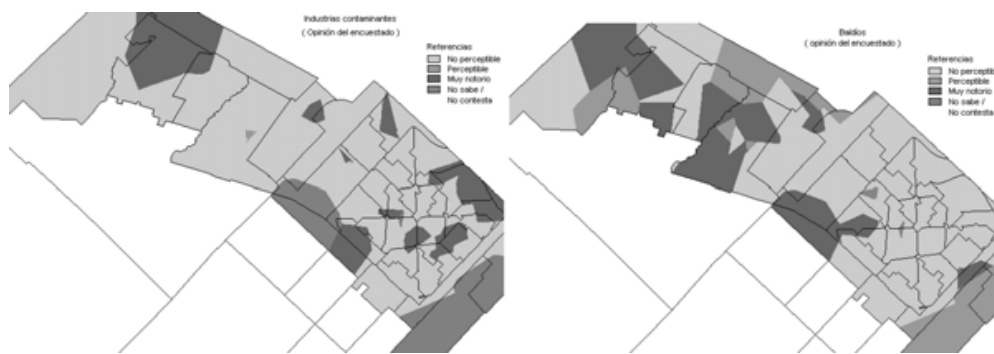 Industrias contaminantes
( Opinión del encuestado )
Referencias
No perceptible
Perceptible
Muy notorio
No sabe /
No contesta
Baldíos
( opinión del encuestado )
Referencias
No perceptib
Perceptible
Muy notorio
No sabe /
No contesta